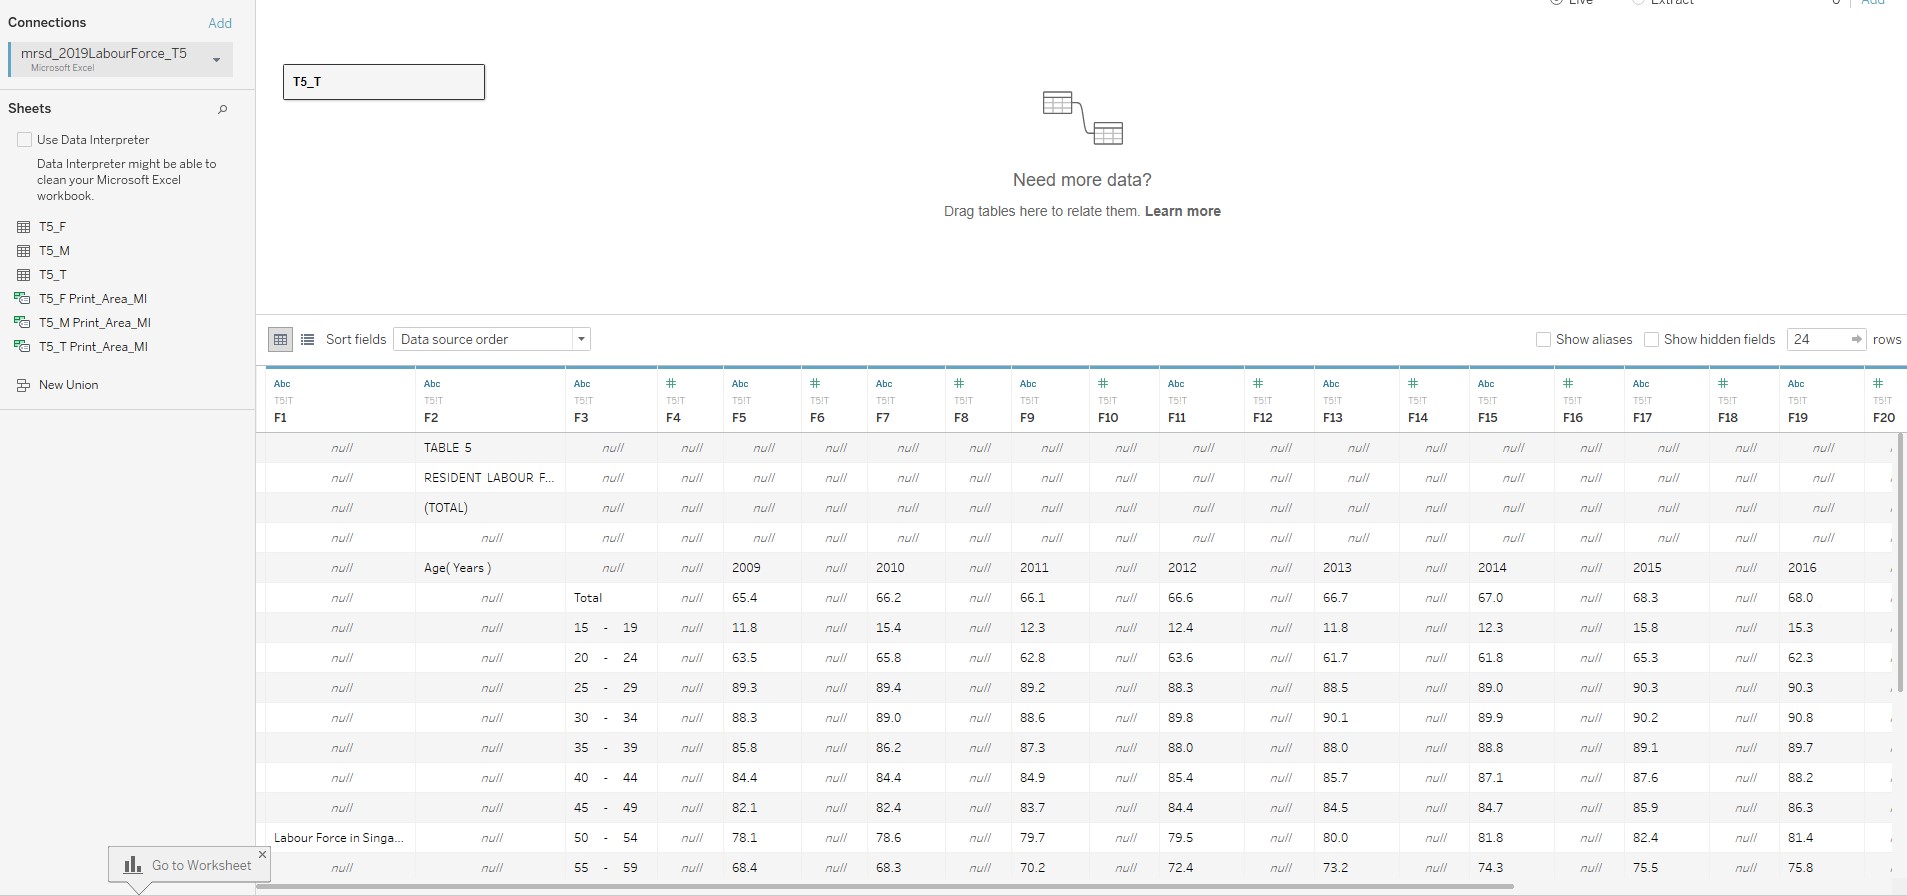 Connections Add
mrsd_2019LabourForce_T5
Microsoft Excel
Sheets
Use Data Interpreter
Data Interpreter might be able to
clean your Microsoft Excel
workbook.
T5_F
T5_M
T5_T
T5_F Print_Area_MI
T5_M Print_Area_MI
T5_T Print_Area_MI
New Union
Go to Worksheet
Live Extract 0 Add
T5_T
Need more data?
Drag tables here to relate them. Learn more
Sort fields Data source order Show aliases Show hidden fields 24 rows
Abc Abc Abc # Abc # Abc # Abc # Abc # Abc # Abc # Abc # Abc #
T5!T T5!T T5!T T5!T T5!T T5!T T5!T T5!T T5!T T5!T T5!T T5!T T5!T T5!T T5!T T5!T T5!T T5!T T5!T T5!T
F1 F2 F3 F4 F5 F6 F7 F8 F9 F10 F11 F12 F13 F14 F15 F16 F17 F18 F19 F20
null TABLE 5 null null null null null null null null null null null null null null null null null
null RESIDENT LABOUR F... null null null null null null null null null null null null null null null null null
null (TOTAL) null null null null null null null null null null null null null null null null null
null null null null null null null null null null null null null null null null null null null
null Age( Years ) null null 2009 null 2010 null 2011 null 2012 null 2013 null 2014 null 2015 null 2016
null null Total null 65.4 null 66.2 null 66.1 null 66.6 null 66.7 null 67.0 null 68.3 null 68.0
null null 15 - 19 null 11.8 null 15.4 null 12.3 null 12.4 null 11.8 null 12.3 null 15.8 null 15.3
null null 20 - 24 null 63.5 null 65.8 null 62.8 null 63.6 null 61.7 null 61.8 null 65.3 null 62.3
null null 25 - 29 null 89.3 null 89.4 null 89.2 null 88.3 null 88.5 null 89.0 null 90.3 null 90.3
null null 30 - 34 null 88.3 null 89.0 null 88.6 null 89.8 null 90.1 null 89.9 null 90.2 null 90.8
null null 35 - 39 null 85.8 null 86.2 null 87.3 null 88.0 null 88.0 null 88.8 null 89.1 null 89.7
null null 40 - 44 null 84.4 null 84.4 null 84.9 null 85.4 null 85.7 null 87.1 null 87.6 null 88.2
null null 45 - 49 null 82.1 null 82.4 null 83.7 null 84.4 null 84.5 null 84.7 null 85.9 null 86.3
Labour Force in Singa... null 50 - 54 null 78.1 null 78.6 null 79.7 null 79.5 null 80.0 null 81.8 null 82.4 null 81.4
null null 55 - 59 null 68.4 null 68.3 null 70.2 null 72.4 null 73.2 null 74.3 null 75.5 null 75.8